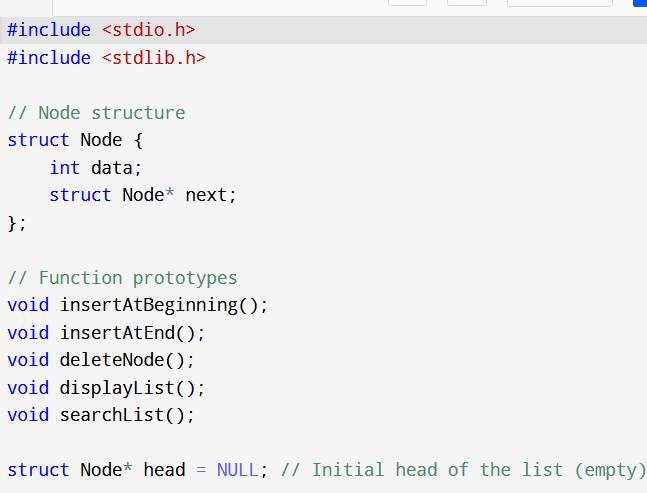 #include <stdio.h>
#include <stdlib.h>
// Node structure
struct Node {
    int data;
    struct Node* next;
};
// Function prototypes
void insertAtBeginning();
void insertAtEnd();
void deleteNode();
void displayList();
void searchList();
struct Node* head = NULL; // Initial head of the list (empty)